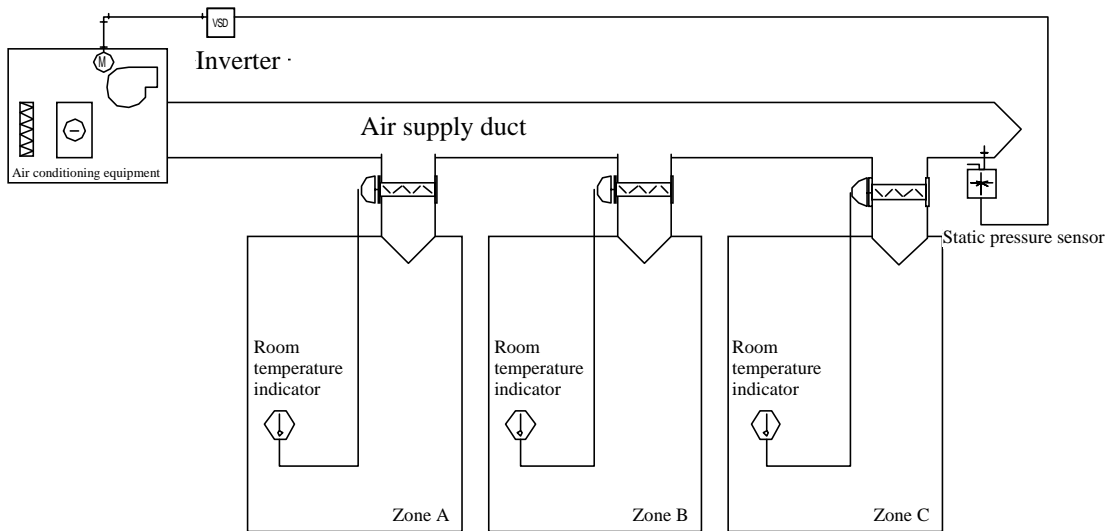 VSD
Inverter
M
Air supply duct
Air conditioning equipment
Static pressure sensor
Room
temperature
indicator
Room
temperature
indicator
Room
temperature
indicator
Zone A
Zone B
Zone C